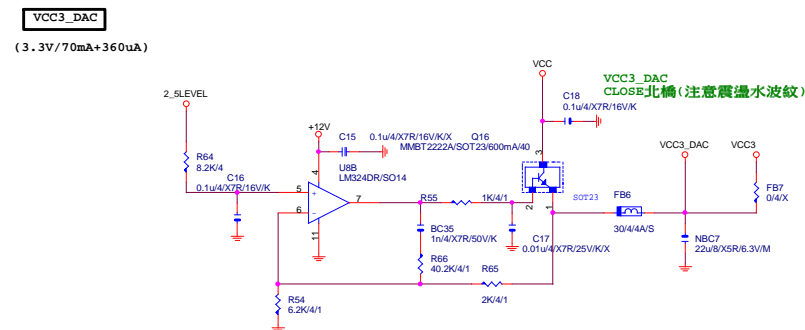 VCC3_DAC
(3.3V/70mA+360uA)
VCC
VCC3_DAC
CLOSE北橋(注意震盪水波紋)
C18
0.1u/4/X7R/16V/K
2_5LEVEL
+12V
C15
0.1u/4/X7R/16V/K/X
Q16
MMBT2222A/SOT23/600mA/40
U8B
LM324DR/SO14
VCC3_DAC
VCC3
R64
8.2K/4
C16
0.1u/4/X7R/16V/K
3
4
5
6
7
11
R55
1K/4/1
2
1
SOT23
FB6
30/4/4A/S
FB7
0/4/X
BC35
1n/4/X7R/50V/K
C17
0.01u/4/X7R/25V/K/X
NBC7
22u/8/X5R/6.3V/M
R66
40.2K/4/1
R65
2K/4/1
R54
6.2K/4/1